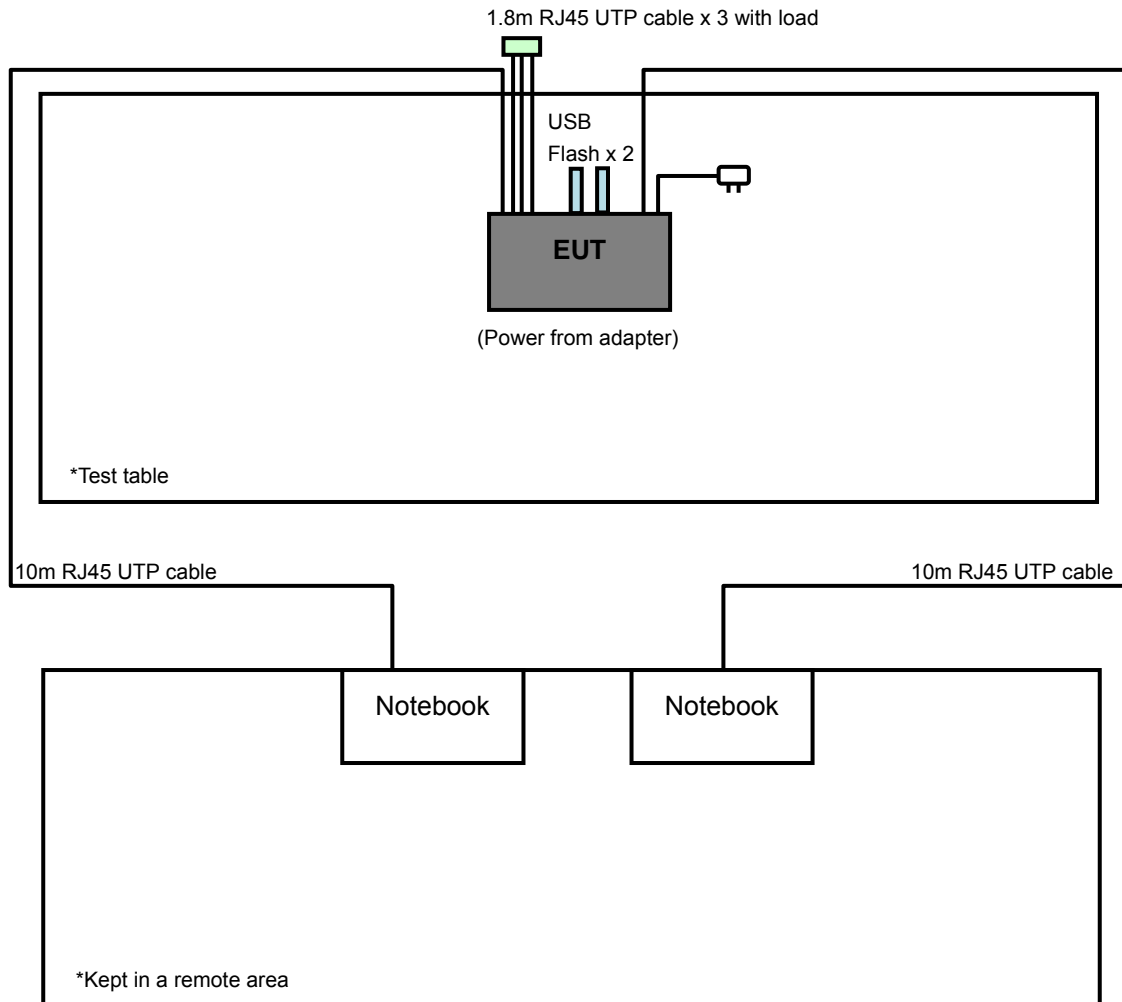 1.8m RJ45 UTP cable x 3 with load
USB
Flash x 2
EUT
(Power from adapter)
*Test table
10m RJ45 UTP cable
10m RJ45 UTP cable
Notebook
Notebook
*Kept in a remote area